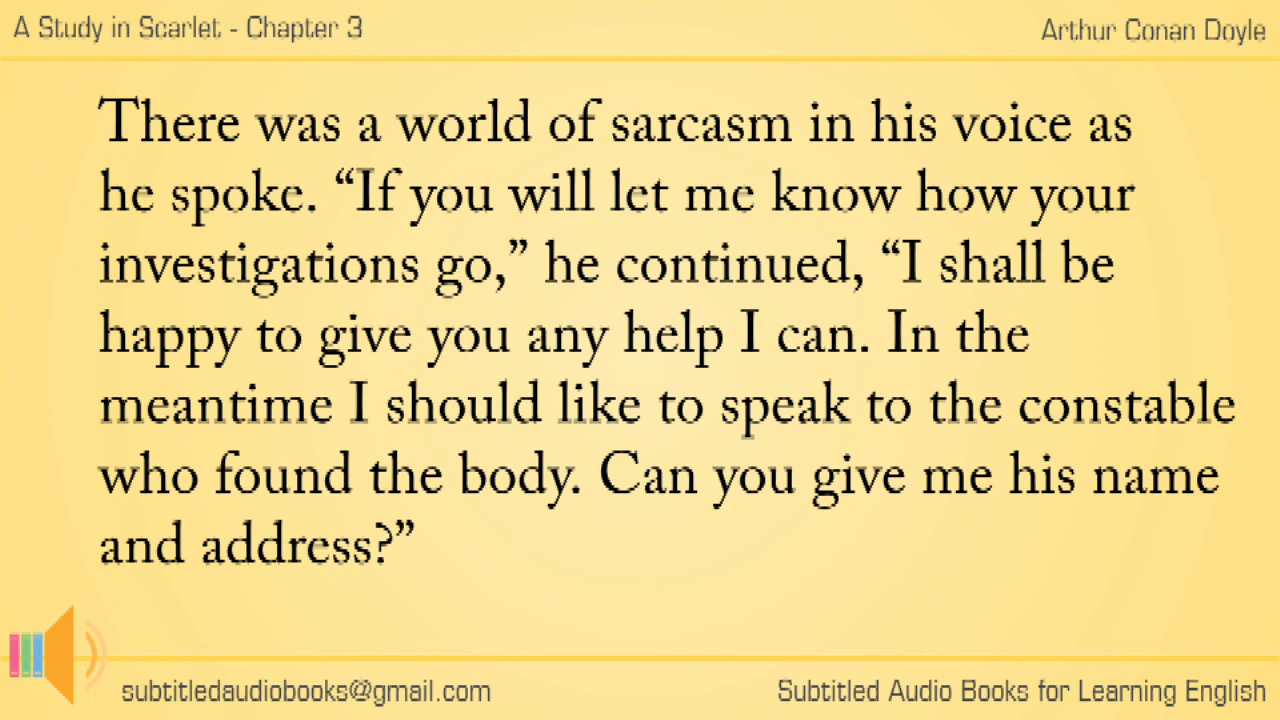 A Study in Scarlet - Chapter 3
Arthur Conan Doyle
There was a world of sarcasm in his voice as
he spoke. “If you will let me know how your
investigations go,” he continued, “I shall be
happy to give you any help I can. In the
meantime I should like to speak to the constable
who found the body. Can you give me his name
and address?”
subtitledaudiobooks@gmail.com
Subtitled Audio Books for Learning English